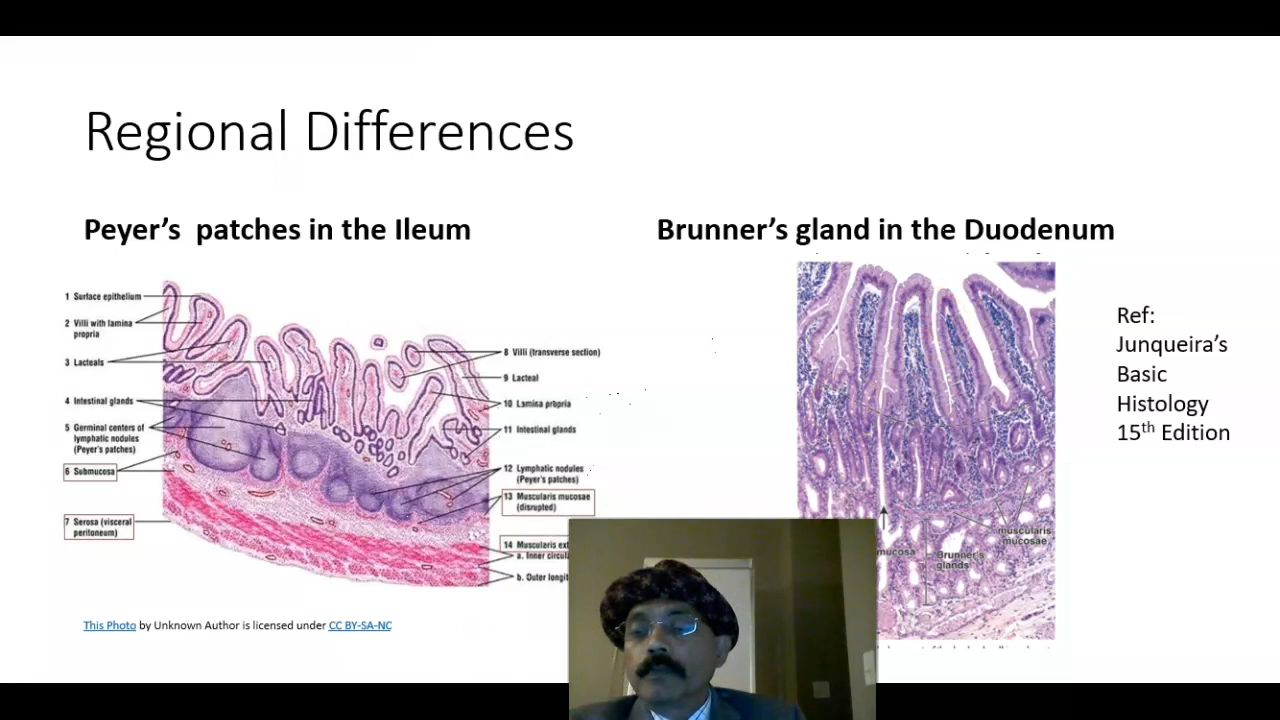 Regional Differences
Peyer’s patches in the Ileum
1 Surface epithelium
2 Villi with lamina
propria
3 Lacteals
4 Intestinal glands
5 Germinal centers of
lymphatic nodules
(Peyer's patches)
6 Submucosa
7 Serosa (visceral
peritoneum)
8 Villi (transverse section)
9 Lacteal
10 Lamina propria
11 Intestinal glands
12 Lymphatic nodules
(Peyer's patches)
13 Muscularis mucosae
(disrupted)
14 Muscularis ext
a. Inner circul
b. Outer longit
This Photo by Unknown Author is licensed under CC BY-SA-NC
Brunner’s gland in the Duodenum
muscularis
mucosae
mucosa
Brunner's
glands
Ref:
Junqueira’s
Basic
Histology
15th Edition